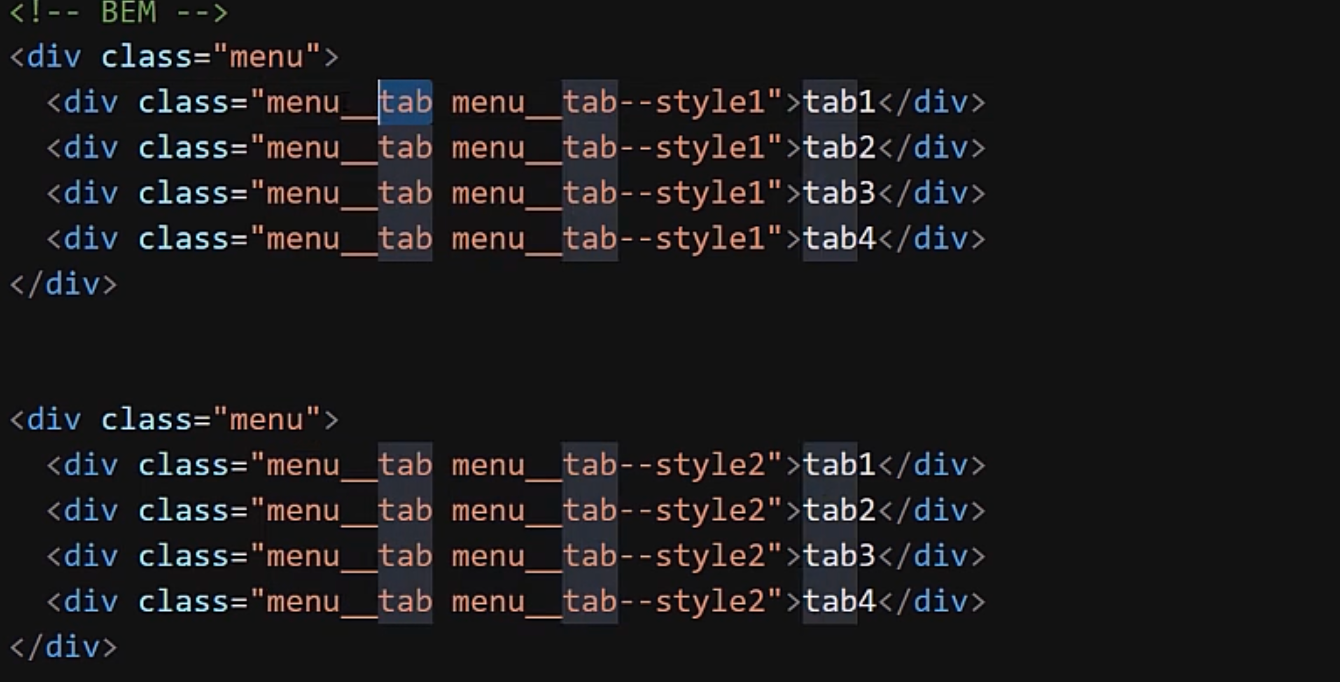 <!-- BEM -->
<div class="menu">
  <div class="menu__tab menu__tab--style1">tab1</div>
  <div class="menu__tab menu__tab--style1">tab2</div>
  <div class="menu__tab menu__tab--style1">tab3</div>
  <div class="menu__tab menu__tab--style1">tab4</div>
</div>
<div class="menu">
  <div class="menu__tab menu__tab--style2">tab1</div>
  <div class="menu__tab menu__tab--style2">tab2</div>
  <div class="menu__tab menu__tab--style2">tab3</div>
  <div class="menu__tab menu__tab--style2">tab4</div>
</div>